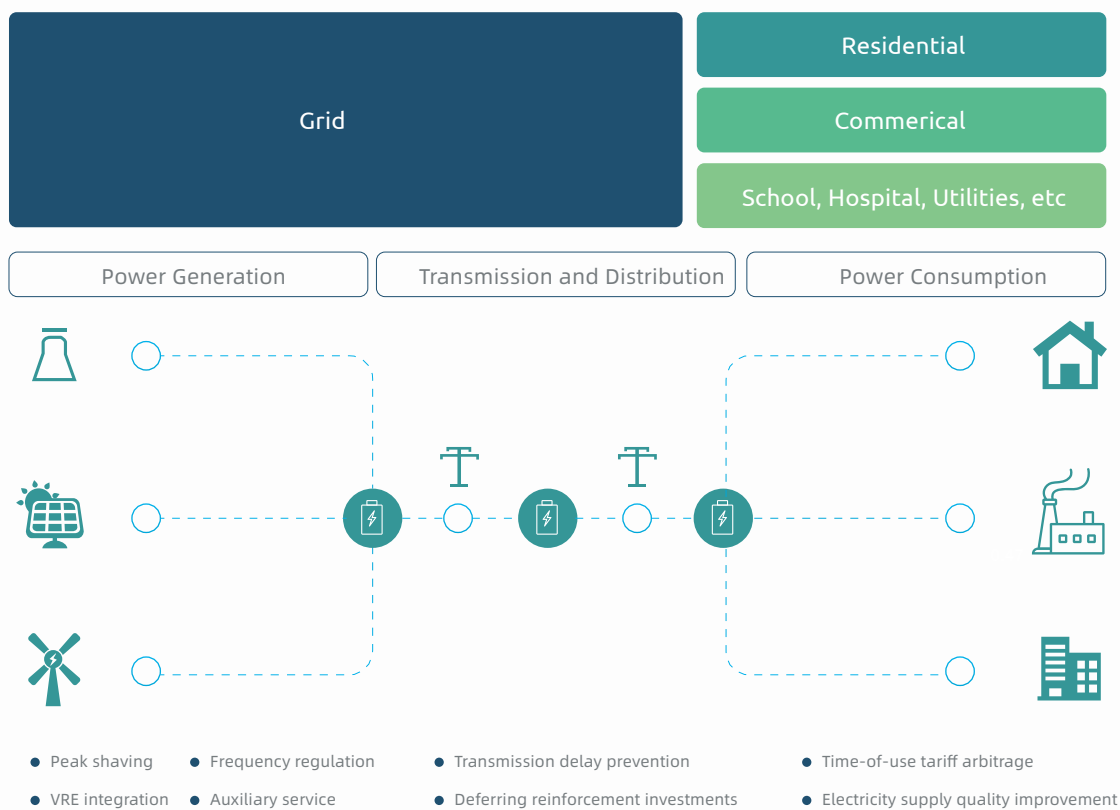 Grid
Residential
Commerical
School, Hospital, Utilities, etc
Power Generation
Transmission and Distribution
Power Consumption
Peak shaving
Frequency regulation
Transmission delay prevention
Time-of-use tariff arbitrage
VRE integration
Auxiliary service
Deferring reinforcement investments
Electricity supply quality improvement